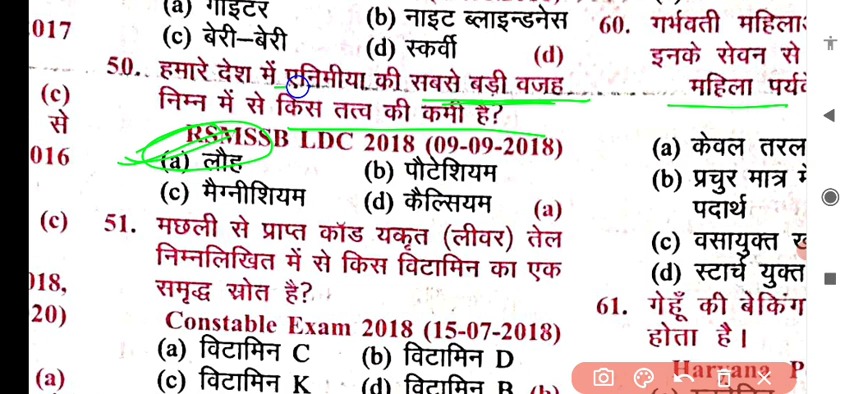 017
(c)
से
016
(c)
018,
20)
(a)
(a) गाइटर
(b) नाइट ब्लाइन्डनेस
(c) बेरी–बेरी
(d) स्कर्वी (d)
50. हमारे देश में एनिमीया की सबसे बड़ी वजह
निम्न में से किस तत्व की कमी है?
RSMSSB LDC 2018 (09-09-2018)
(a) लौह
(b) पौटेशियम
(c) मैग्नीशियम
(d) कैल्सियम (a)
51. मछली से प्राप्त कॉड यकृत (लीवर) तेल
निम्नलिखित में से किस विटामिन का एक
समृद्ध स्रोत है?
Constable Exam 2018 (15-07-2018)
(a) विटामिन C
(b) विटामिन D
(c) विटामिन K
(d) विटामिन B (b)
60. गर्भवती
इनके सेवन से
महिला
(a) केवल तरल
(b) प्रचुर मात्र में
पदार्थ
(c) वसायुक्त
(d) स्टार्च युक्त
61. गेहूँ की बेकिंग
होता है।
Haryana P